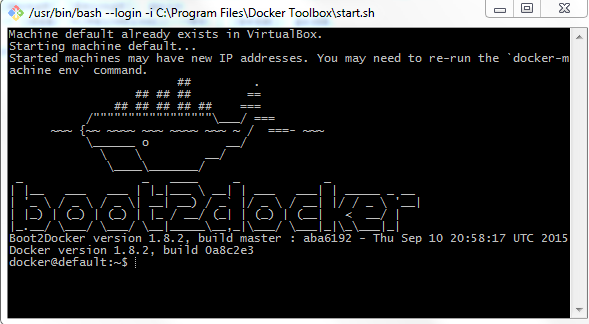 /usr/bin/bash --login -i C:\Program Files\Docker Toolbox\start.sh
Machine default already exists in VirtualBox.
Starting machine default...
Started machines may have new IP addresses. You may need to re-run the `docker-m
achine env` command.
boot2docker
Boot2Docker version 1.8.2, build master : aba6192 - Thu Sep 10 20:58:17 UTC 2015
Docker version 1.8.2, build 0a8c2e3
docker@default:~$